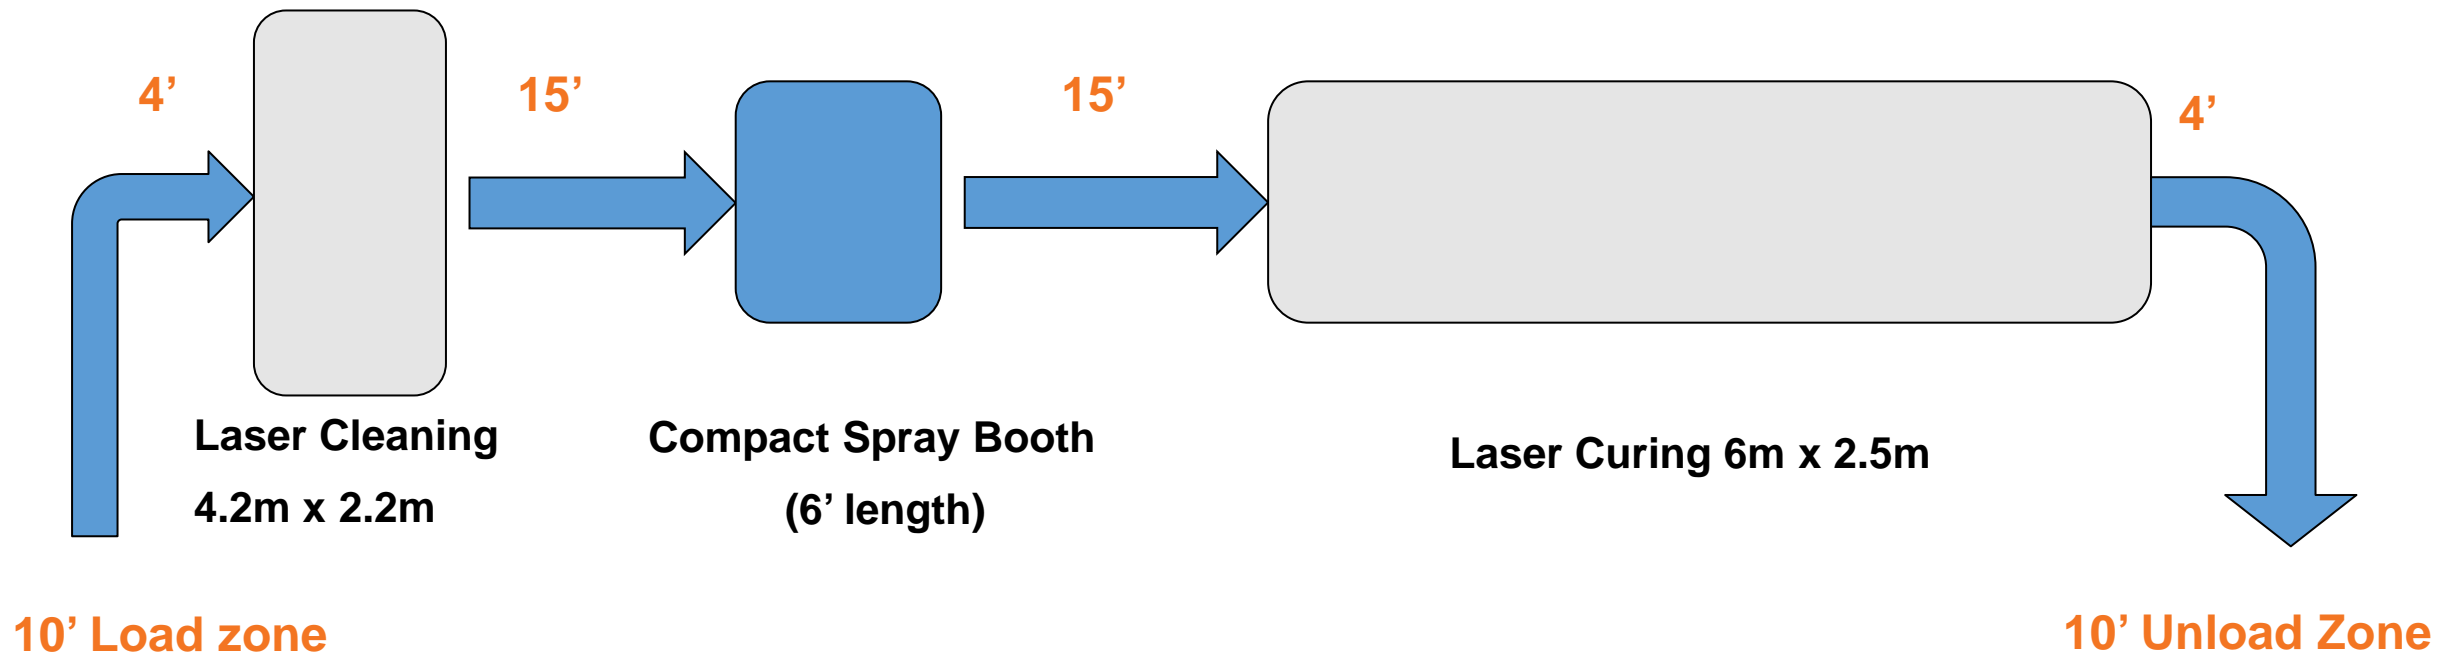 4’
15’
15’
4’
Laser Cleaning
4.2m x 2.2m
Compact Spray Booth
(6’ length)
Laser Curing 6m x 2.5m
10’ Load zone
10’ Unload Zone